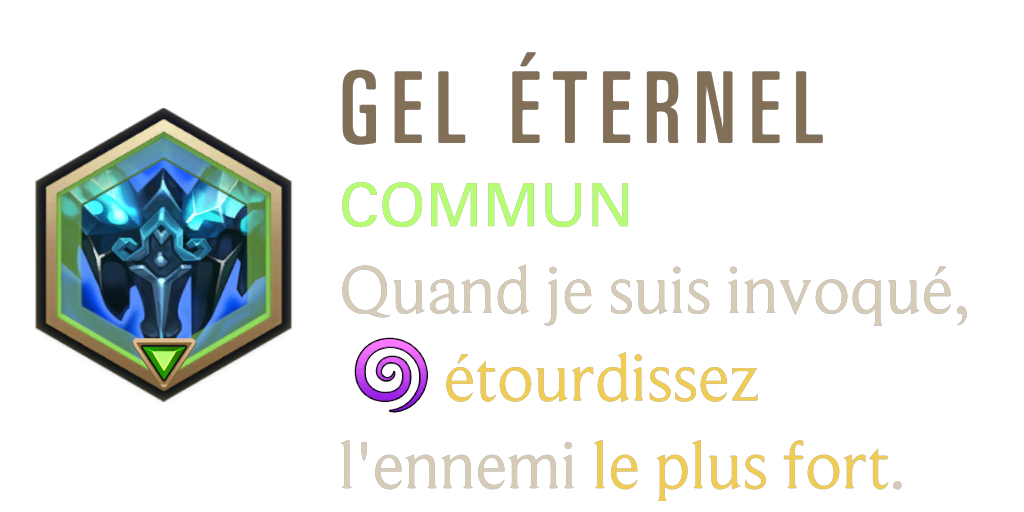 GEL ÉTERNEL
COMMUN
Quand je suis invoqué,
étourdissez
l'ennemi le plus fort.